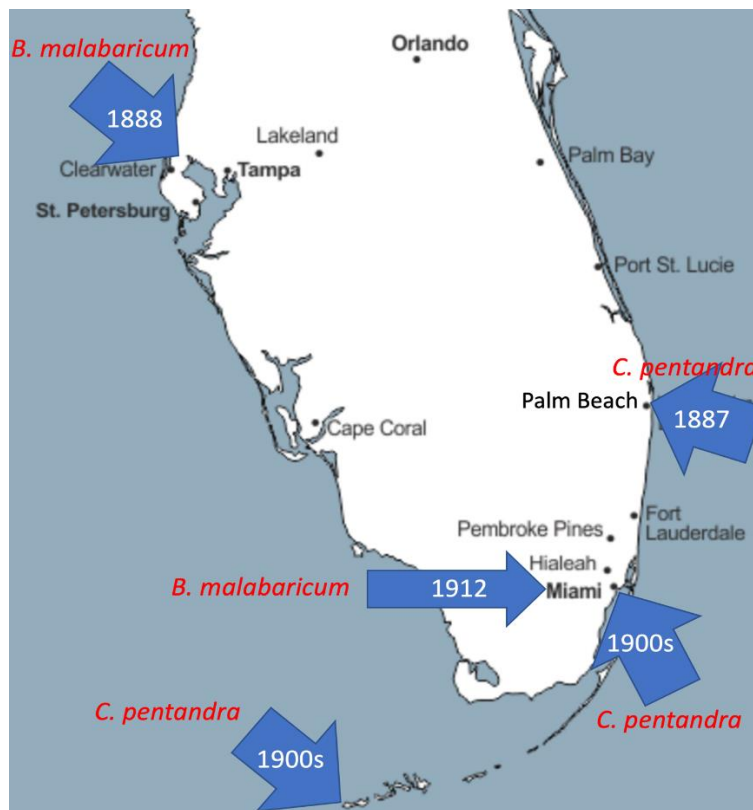 Orlando
B. malabaricum
1888
Lakeland
Clearwater
Tampa
Palm Bay
St. Petersburg
Port St. Lucie
C. pentandra
Palm Beach
1887
Cape Coral
Fort
Lauderdale
Pembroke Pines
Hialeah
B. malabaricum
1912
Miami
1900s
C. pentandra
C. pentandra
1900s